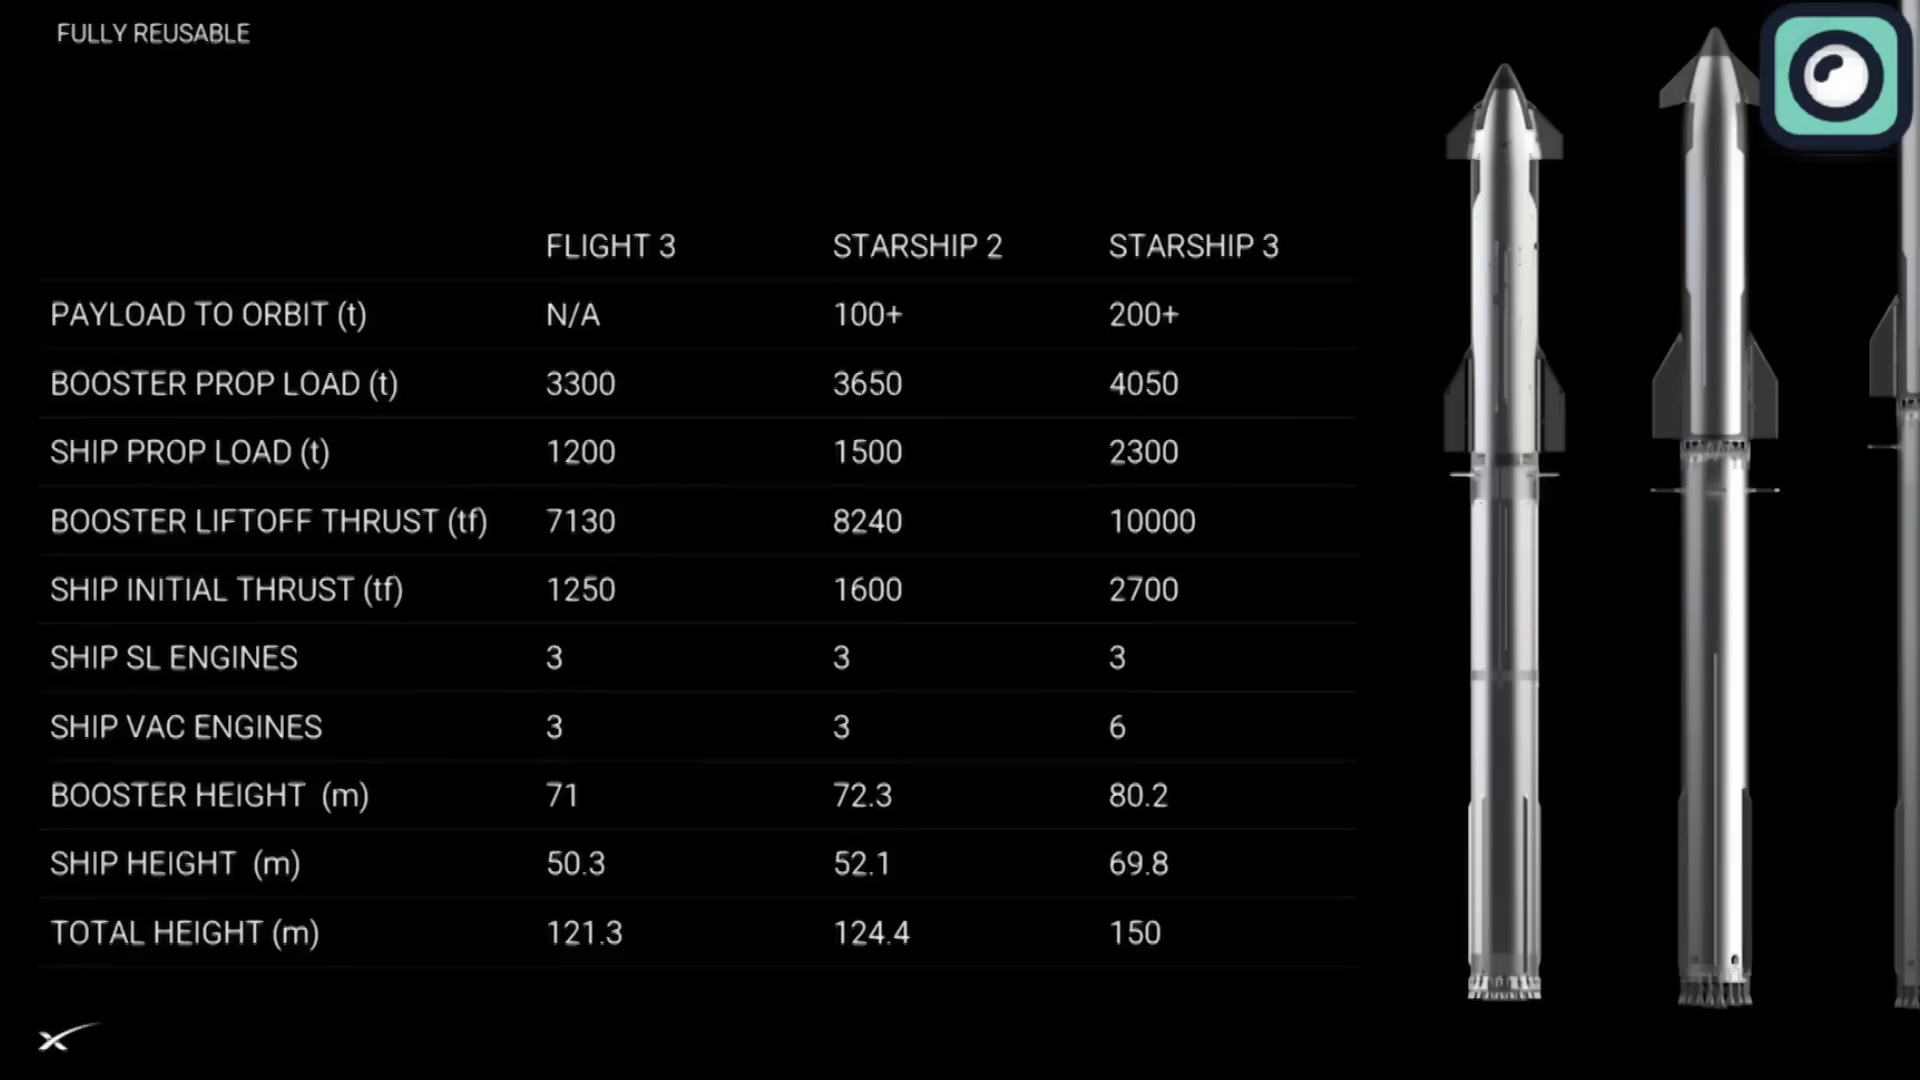 FULLY REUSABLE
FLIGHT 3 STARSHIP 2 STARSHIP 3
PAYLOAD TO ORBIT (t) N/A 100+ 200+
BOOSTER PROP LOAD (t) 3300 3650 4050
SHIP PROP LOAD (t) 1200 1500 2300
BOOSTER LIFTOFF THRUST (tf) 7130 8240 10000
SHIP INITIAL THRUST (tf) 1250 1600 2700
SHIP SL ENGINES 3 3 3
SHIP VAC ENGINES 3 3 6
BOOSTER HEIGHT (m) 71 72.3 80.2
SHIP HEIGHT (m) 50.3 52.1 69.8
TOTAL HEIGHT (m) 121.3 124.4 150